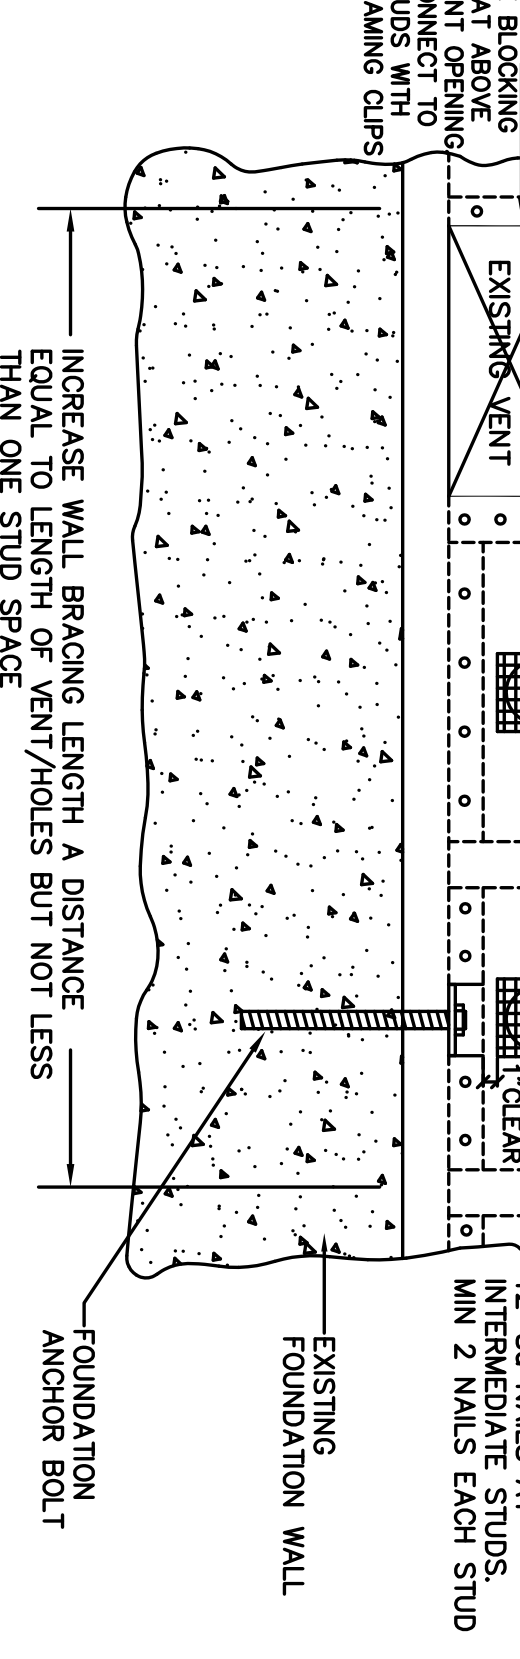 BLOCKING
AT ABOVE
NT OPENING
ONNECT TO
UDS WITH
AMING CLIPS
EXISTING VENT
1" CLEAR
INTERMEDIATE STUDS.
MIN 2 NAILS EACH STUD
EXISTING
FOUNDATION WALL
FOUNDATION
ANCHOR BOLT
INCREASE WALL BRACING LENGTH A DISTANCE
EQUAL TO LENGTH OF VENT/HOLES BUT NOT LESS
THAN ONE STUD SPACE